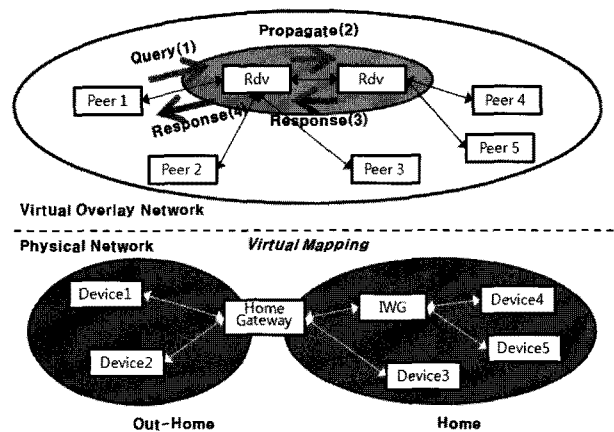 Propagate(2)
Query(1)
Rdv
Rdv
Peer 1
Peer 4
Response(4)
Response(3)
Peer 5
Peer 2
Peer 3
Virtual Overlay Network
Physical Network
Virtual Mapping
Device1
Home
Gateway
IWG
Device4
Device2
Device5
Device3
Out-Home
Home